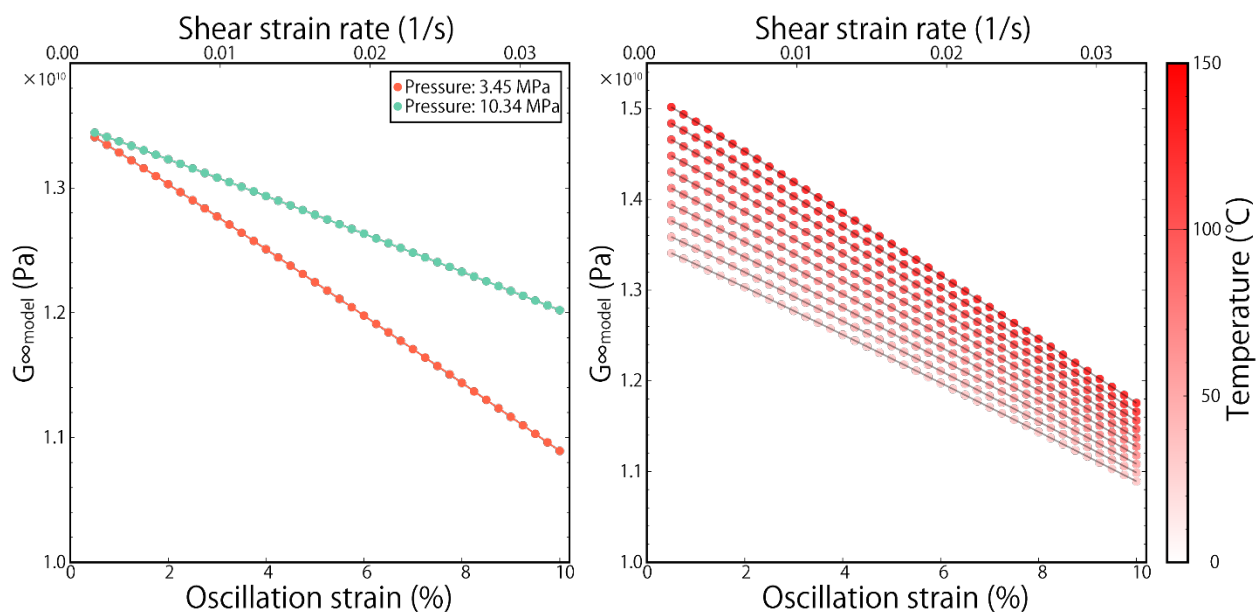 Shear strain rate (1/s)
0.00 0.01 0.02 0.03
×10¹⁰
Pressure: 3.45 MPa
Pressure: 10.34 MPa
1.3
1.2
1.1
1.0
G∞model (Pa)
0 2 4 6 8 10
Oscillation strain (%)
Shear strain rate (1/s)
0.00 0.01 0.02 0.03
×10¹⁰
1.5
1.4
1.3
1.2
1.1
1.0
G∞model (Pa)
0 2 4 6 8 10
Oscillation strain (%)
150
100
50
0
Temperature (°C)